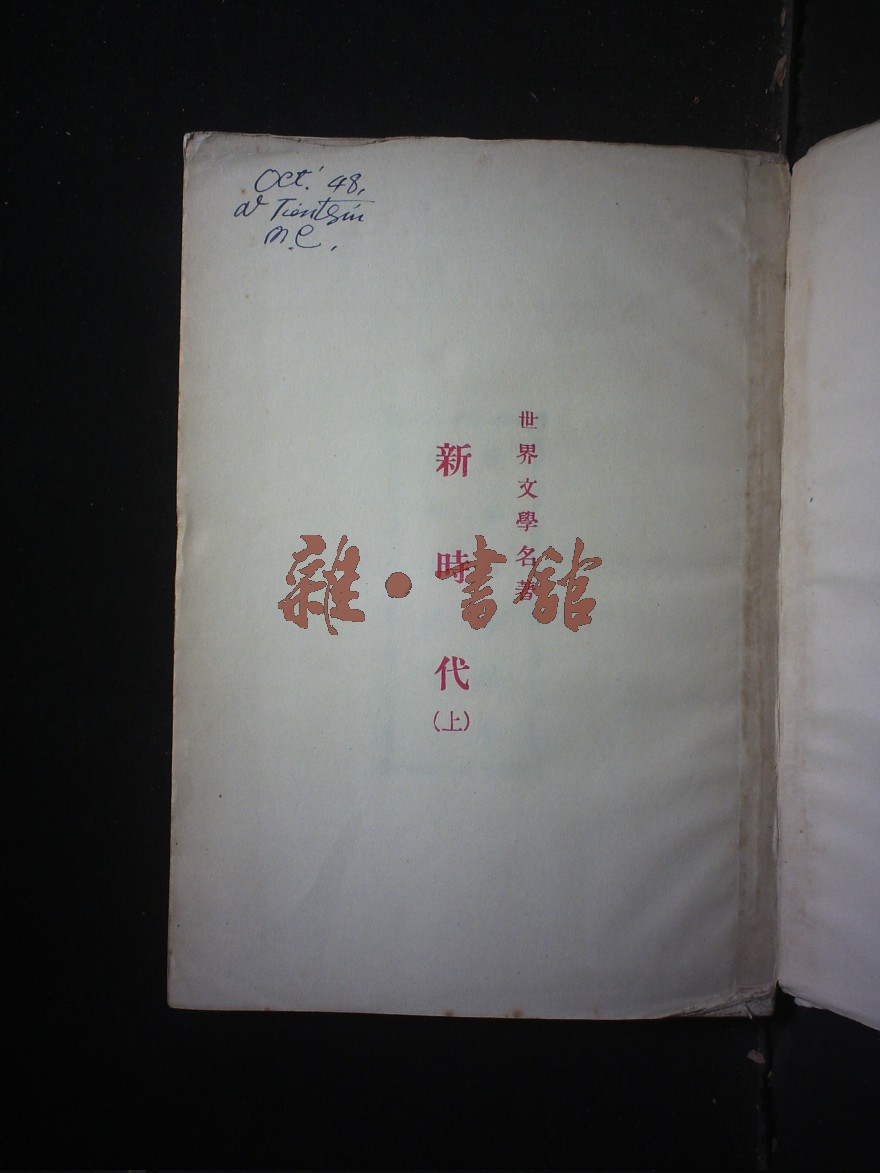 Oct. 48,
at Tientsin
N.C.,
世界文學名著
新時代
(上)
雜·書館